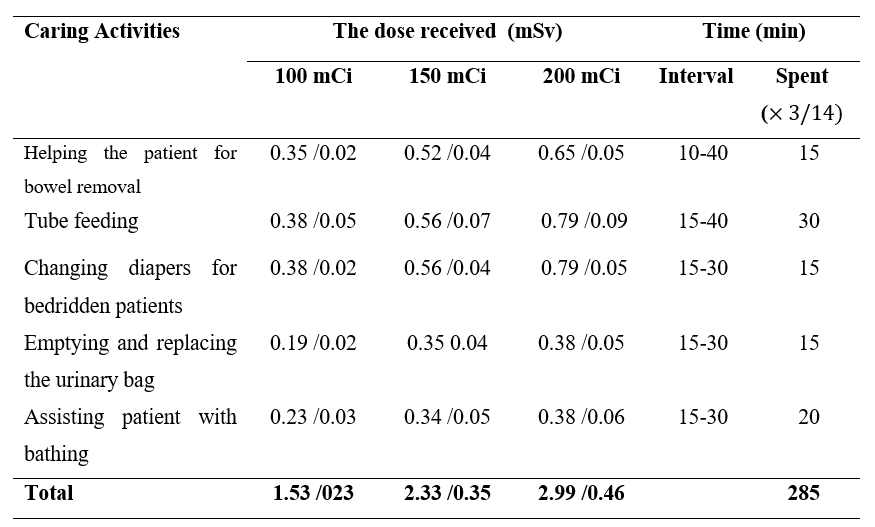 Caring Activities The dose received (mSv) Time (min)
100 mCi 150 mCi 200 mCi Interval Spent
(× 3/14)
Helping the patient for 0.35 /0.02 0.52 /0.04 0.65 /0.05 10-40 15
bowel removal
Tube feeding 0.38 /0.05 0.56 /0.07 0.79 /0.09 15-40 30
Changing diapers for 0.38 /0.02 0.56 /0.04 0.79 /0.05 15-30 15
bedridden patients
Emptying and replacing 0.19 /0.02 0.35 0.04 0.38 /0.05 15-30 15
the urinary bag
Assisting patient with 0.23 /0.03 0.34 /0.05 0.38 /0.06 15-30 20
bathing
Total 1.53 /023 2.33 /0.35 2.99 /0.46 285